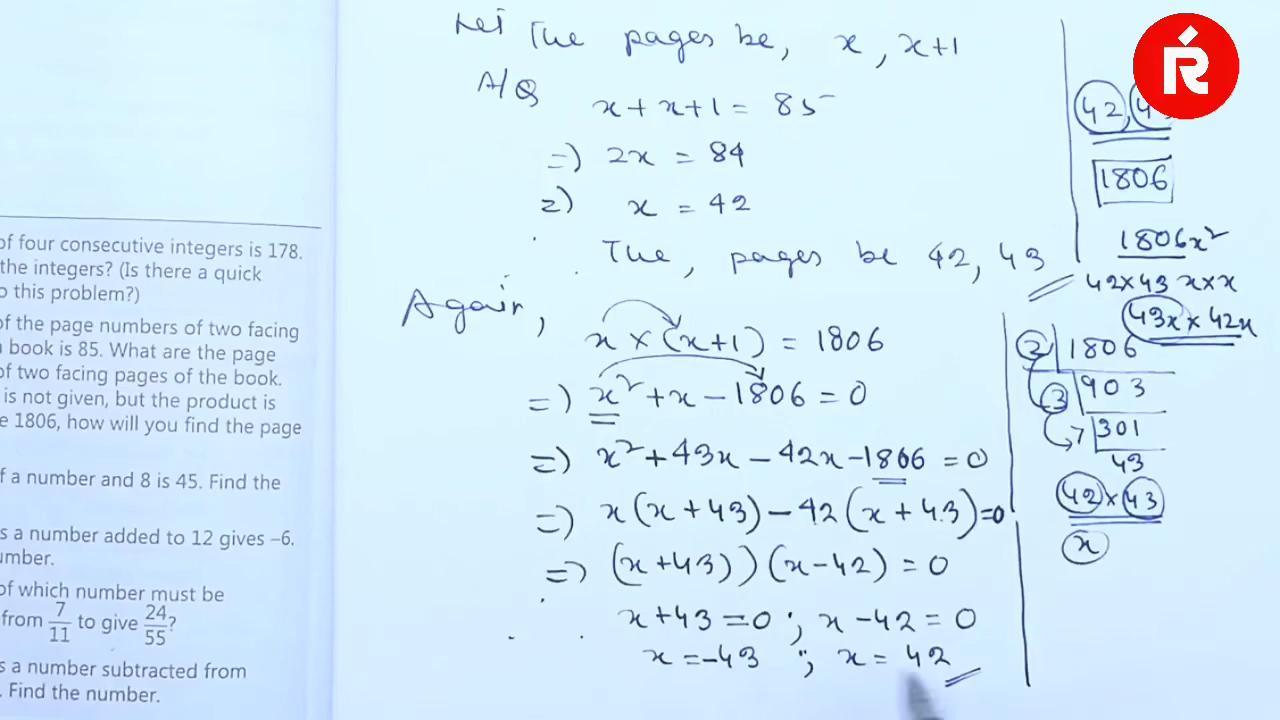 of four consecutive integers is 178.
the integers? (Is there a quick
o this problem?)
of the page numbers of two facing
book is 85. What are the page
of two facing pages of the book.
is not given, but the product is
e 1806, how will you find the page
of a number and 8 is 45. Find the
s a number added to 12 gives –6.
umber.
of which number must be
from 7/11 to give 24/55?
s a number subtracted from
. Find the number.
Let The pages be, x, x+1
A/Q
x + x+1 = 85
=) 2x = 84
=) x = 42
The, pages be 42, 43
Again,
x × (x+1) = 1806
=) x² + x - 1806 = 0
=) x² + 43x - 42x - 1806 = 0
=) x(x + 43) - 42(x + 43) = 0
=) (x + 43)) (x - 42) = 0
x + 43 = 0 ; x - 42 = 0
x = -43 ; x = 42
R
42,
1806
1806x²
42×43 x×x
43x × 42x
2 1806
3 903
7 301
43
42 × 43
x